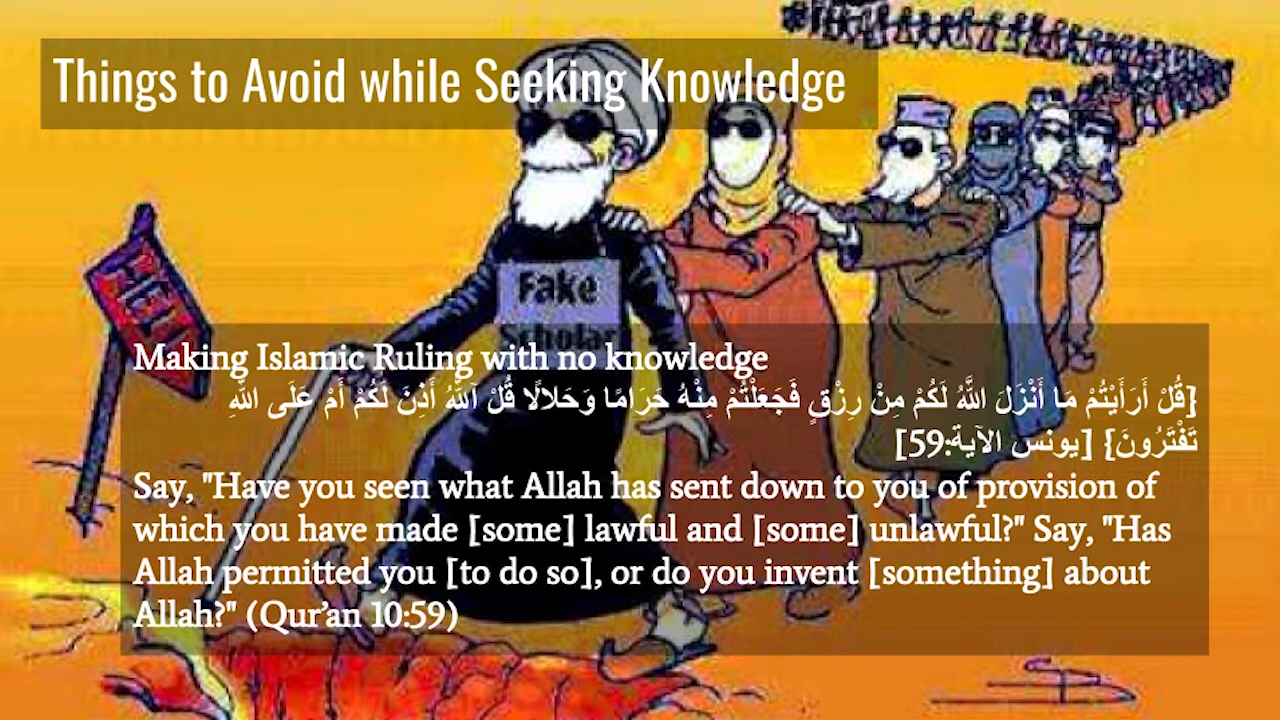 Things to Avoid while Seeking Knowledge
HELL
Fake
Scholar
Making Islamic Ruling with no knowledge
{قُلْ أَرَأَيْتُمْ مَا أَنْزَلَ اللَّهُ لَكُمْ مِنْ رِزْقٍ فَجَعَلْتُمْ مِنْهُ حَرَامًا وَحَلالًا قُلْ آللَّهُ أَذِنَ لَكُمْ أَمْ عَلَى اللَّهِ
تَفْتَرُونَ} [يونس الآية:59]
Say, "Have you seen what Allah has sent down to you of provision of
which you have made [some] lawful and [some] unlawful?" Say, "Has
Allah permitted you [to do so], or do you invent [something] about
Allah?" (Qur’an 10:59)